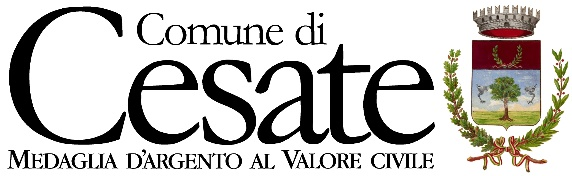 Comune di
Cesate
MEDAGLIA D'ARGENTO AL VALORE CIVILE